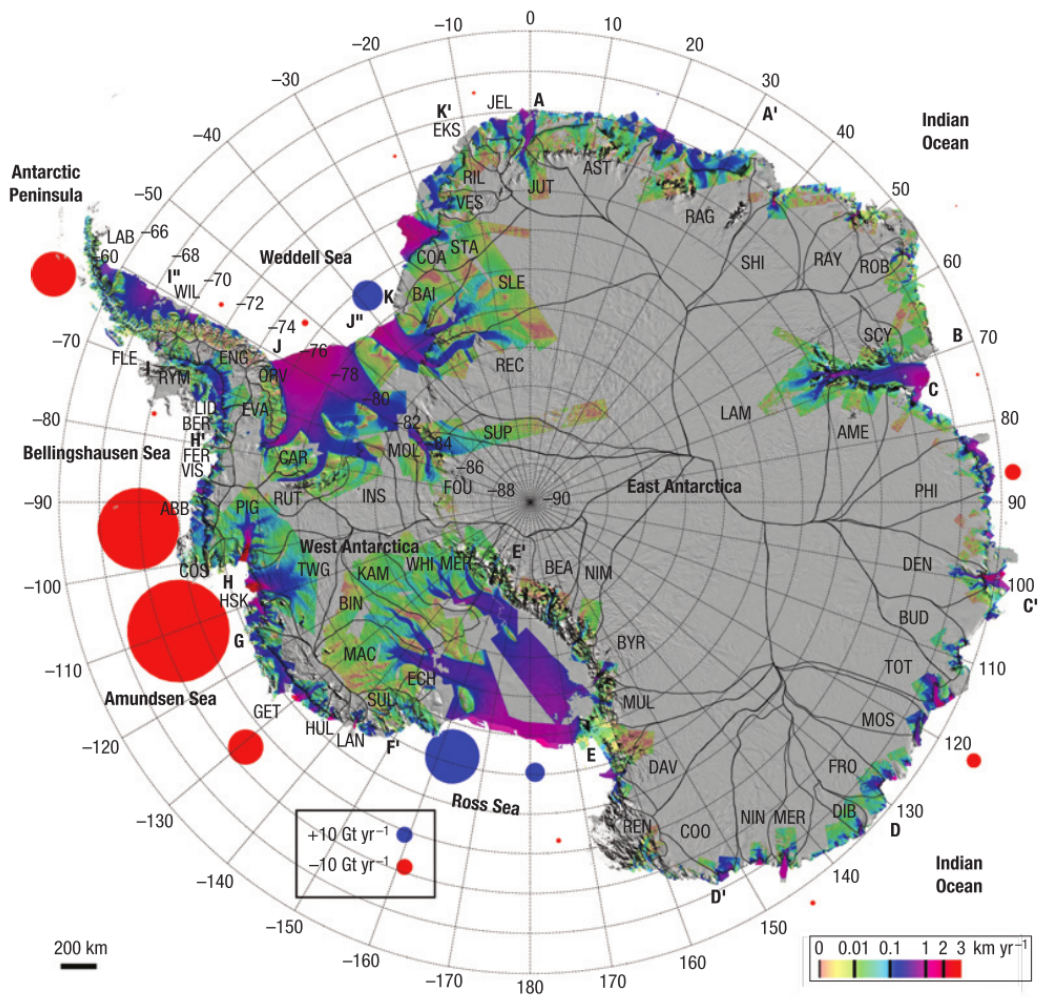 0
−10
10
−20
20
−30
30
−40
40
−50
50
−60
60
−70
70
−80
80
−90
90
−100
100
−110
110
−120
120
−130
130
−140
140
−150
150
−160
160
−170
170
180
K'
JEL
A
A'
EKS
Indian
Ocean
Antarctic
Peninsula
RIL
VES
JUT
AST
RAG
LAB
−66
−68
−70
−72
−74
−76
−78
−80
−82
−84
−86
−88
−90
I"
WIL
Weddell Sea
COA
STA
BAI
SLE
SHI
RAY
ROB
K
J"
J
SCY
B
C
FLE
I
RYM
ENG
ORV
REC
LAM
AME
LID
BER
EVA
H'
FER
VIS
Bellingshausen Sea
CAR
MOL
SUP
RUT
INS
FOU
East Antarctica
PHI
ABB
PIG
COS
H
HSK
West Antarctica
TWG
KAM
WHI
MER
E'
BEA
NIM
DEN
C'
BIN
BUD
G
MAC
BYR
TOT
Amundsen Sea
ECH
SUL
MUL
MOS
GET
HUL
LAN
F'
E
DAV
FRO
Ross Sea
REN
COO
NIN
MER
DIB
D
D'
Indian
Ocean
+10 Gt yr⁻¹
−10 Gt yr⁻¹
200 km
0 0.01 0.1 1 2 3 km yr⁻¹